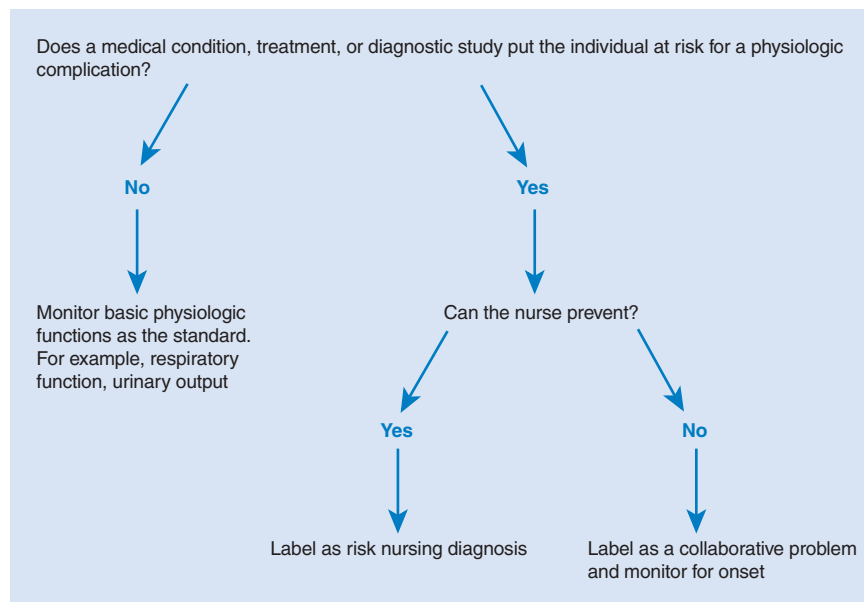 Does a medical condition, treatment, or diagnostic study put the individual at risk for a physiologic
complication?
No
Yes
Monitor basic physiologic
functions as the standard.
For example, respiratory
function, urinary output
Can the nurse prevent?
Yes
No
Label as risk nursing diagnosis
Label as a collaborative problem
and monitor for onset